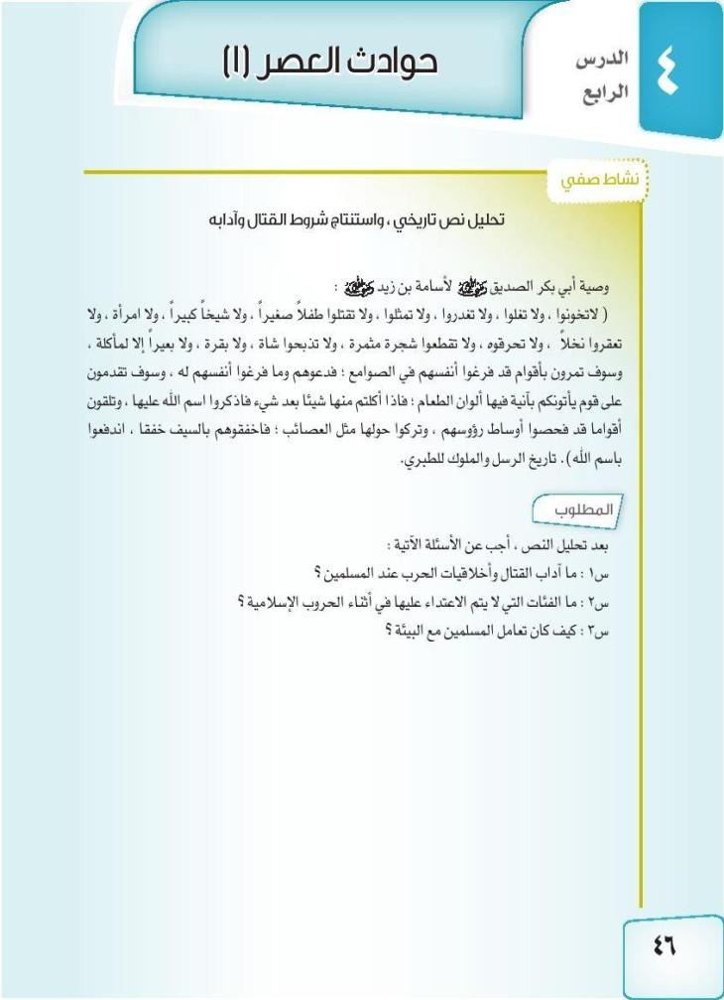 ٤
الدرس
الرابع
حوادث العصر (١)
نشاط صفي
تحليل نص تاريخي ، واستنتاج شروط القتال وآدابه
وصية أبي بكر الصديق رضي الله عنه لأسامة بن زيد رضي الله عنه :
( لاتخونوا ، ولا تغلوا ، ولا تغدروا ، ولا تمثلوا ، ولا تقتلوا طفلاً صغيراً ، ولا شيخاً كبيراً ، ولا امرأة ، ولا
تعقروا نخلاً ، ولا تحرقوه ، ولا تقطعوا شجرة مثمرة ، ولا تذبحوا شاة ، ولا بقرة ، ولا بعيراً إلا لمأكلة ،
وسوف تمرون بأقوام قد فرغوا أنفسهم في الصوامع ؛ فدعوهم وما فرغوا أنفسهم له ، وسوف تقدمون
على قوم يأتونكم بآنية فيها ألوان الطعام ؛ فاذا أكلتم منها شيئا بعد شيء فاذكروا اسم الله عليها ، وتلقون
أقواما قد فحصوا أوساط رؤوسهم ، وتركوا حولها مثل العصائب ؛ فاخفقوهم بالسيف خفقا ، اندفعوا
باسم الله). تاريخ الرسل والملوك للطبري.
المطلوب
بعد تحليل النص ، أجب عن الأسئلة الآتية :
س١ : ما آداب القتال وأخلاقيات الحرب عند المسلمين ؟
س٢ : ما الفئات التي لا يتم الاعتداء عليها في أثناء الحروب الإسلامية ؟
س٣ : كيف كان تعامل المسلمين مع البيئة ؟
٤٦